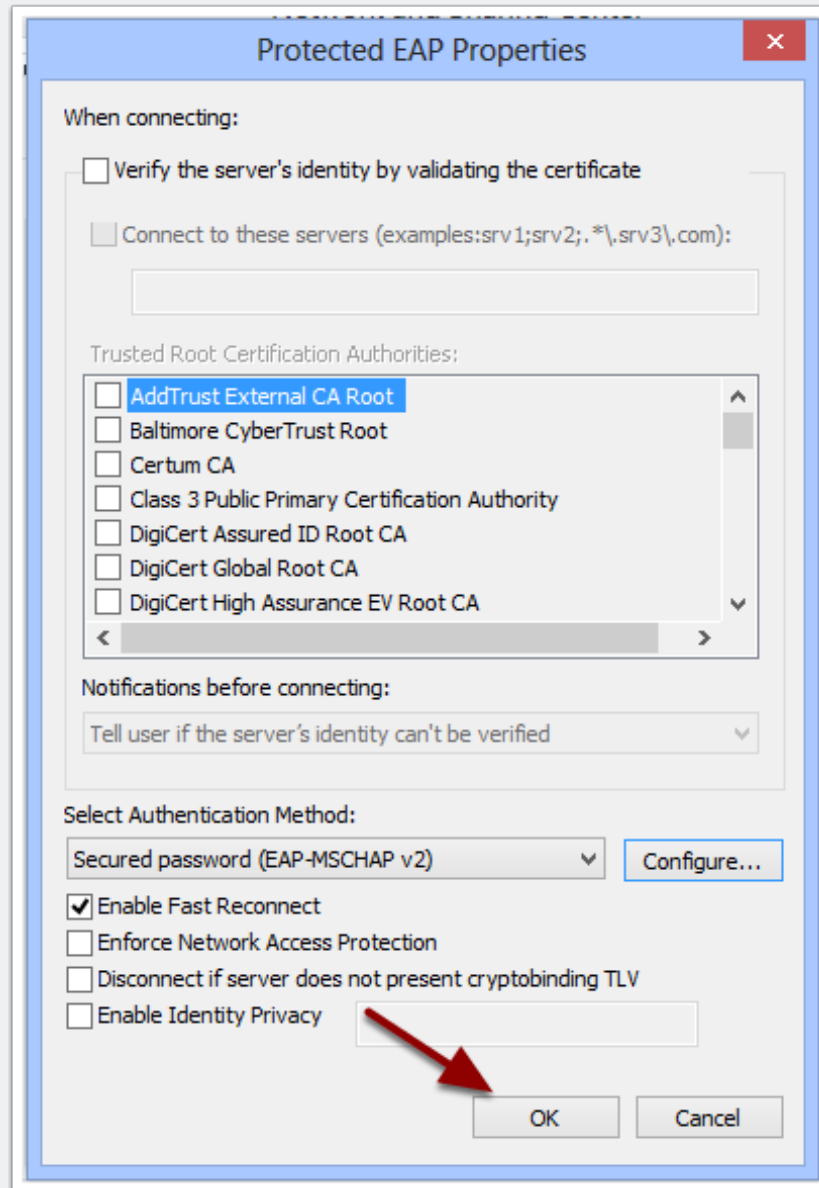 Network and Sharing Center
Protected EAP Properties
When connecting:
Verify the server's identity by validating the certificate
Connect to these servers (examples:srv1;srv2;.*\.srv3\.com):
Trusted Root Certification Authorities:
AddTrust External CA Root
Baltimore CyberTrust Root
Certum CA
Class 3 Public Primary Certification Authority
DigiCert Assured ID Root CA
DigiCert Global Root CA
DigiCert High Assurance EV Root CA
Notifications before connecting:
Tell user if the server’s identity can't be verified
Select Authentication Method:
Secured password (EAP-MSCHAP v2) Configure...
Enable Fast Reconnect
Enforce Network Access Protection
Disconnect if server does not present cryptobinding TLV
Enable Identity Privacy
OK Cancel